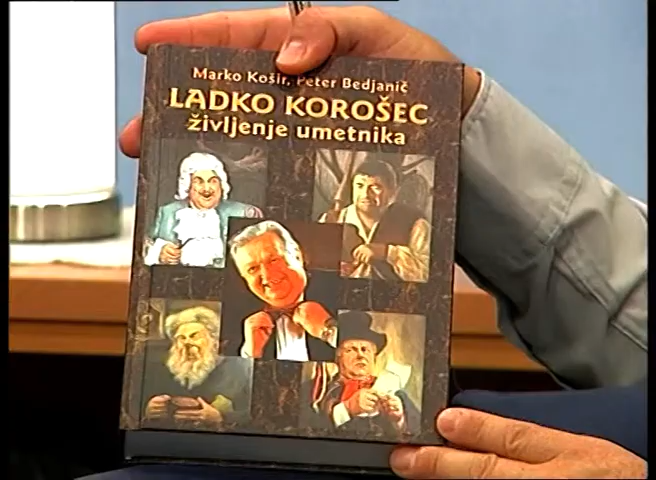 Marko Košir, Peter Bedjanič
LADKO KOROŠEC
življenje umetnika